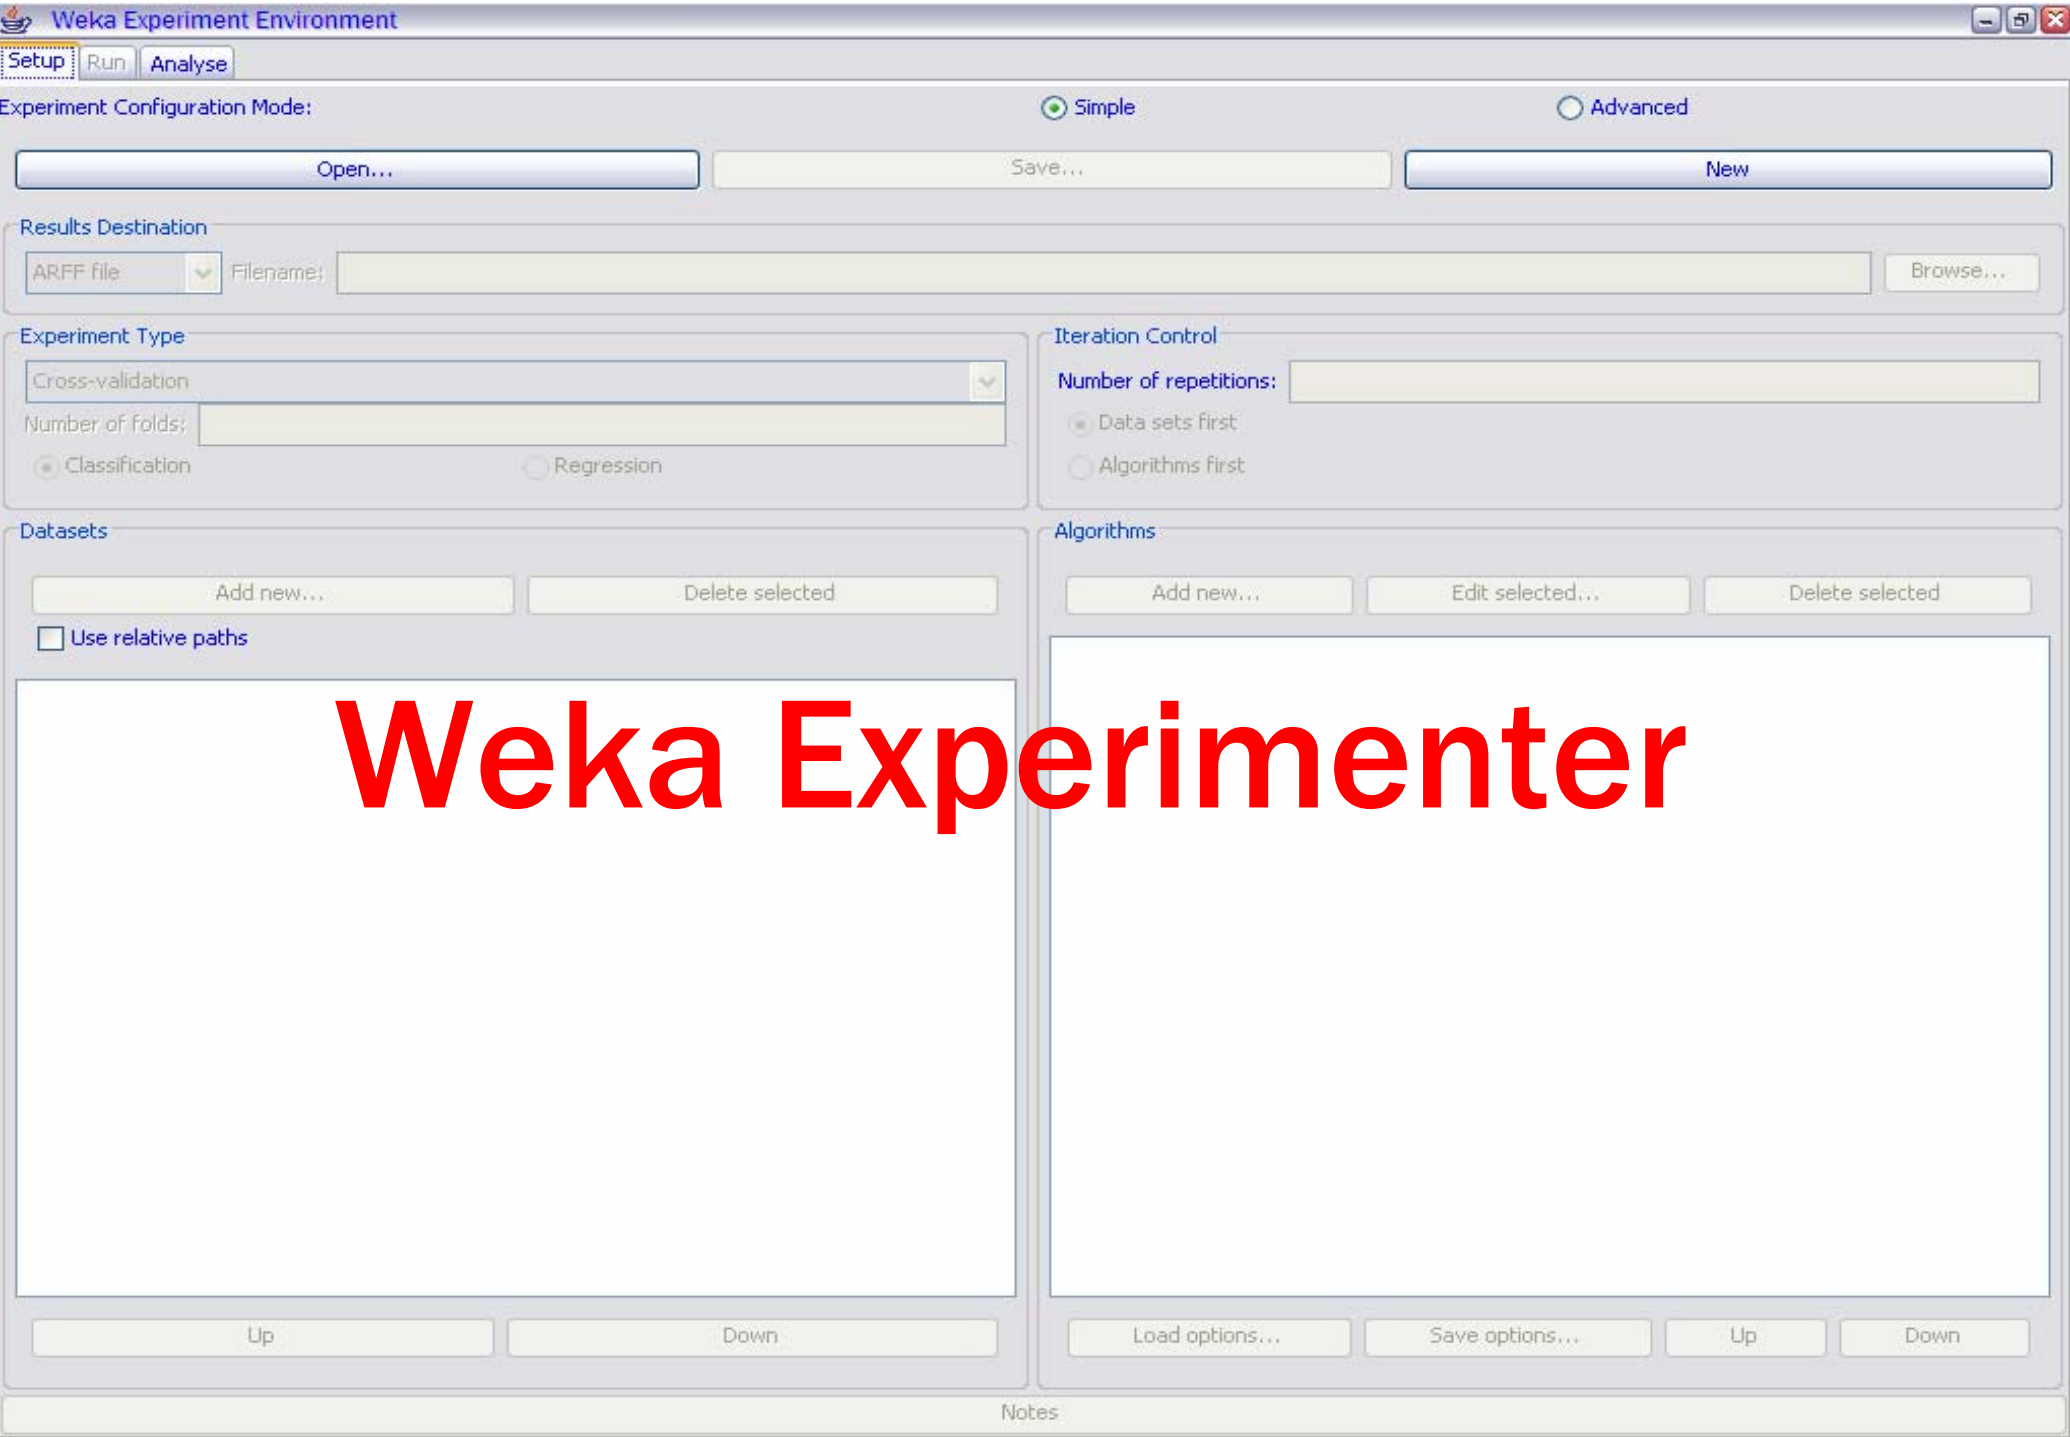 Weka Experiment Environment
Setup Run Analyse
Experiment Configuration Mode: Simple Advanced
Open... Save... New
Results Destination
ARFF file Filename: Browse...
Experiment Type Iteration Control
Cross-validation Number of repetitions:
Number of folds: Data sets first
Classification Regression Algorithms first
Datasets Algorithms
Add new... Delete selected Add new... Edit selected... Delete selected
Use relative paths
Weka Experimenter
Up Down Load options... Save options... Up Down
Notes